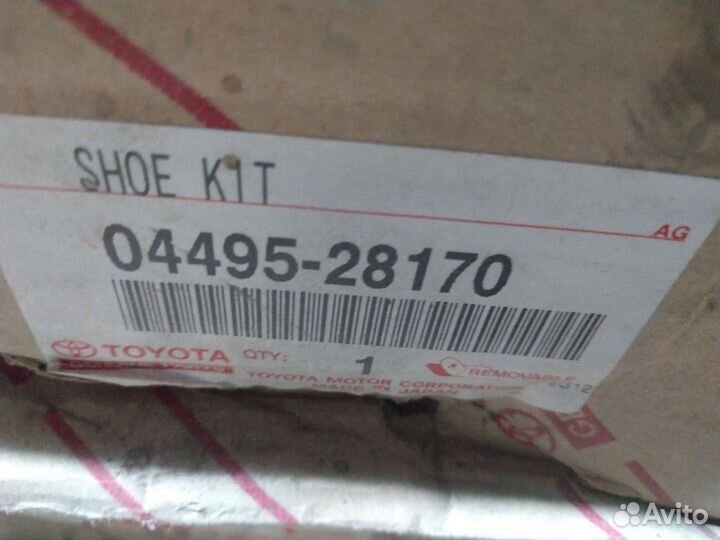 SHOE KIT
AG
04495-28170
TOYOTA QTY: 1 REMOVABLE
TOYOTA MOTOR CORPORATION
MADE IN JAPAN
Avito